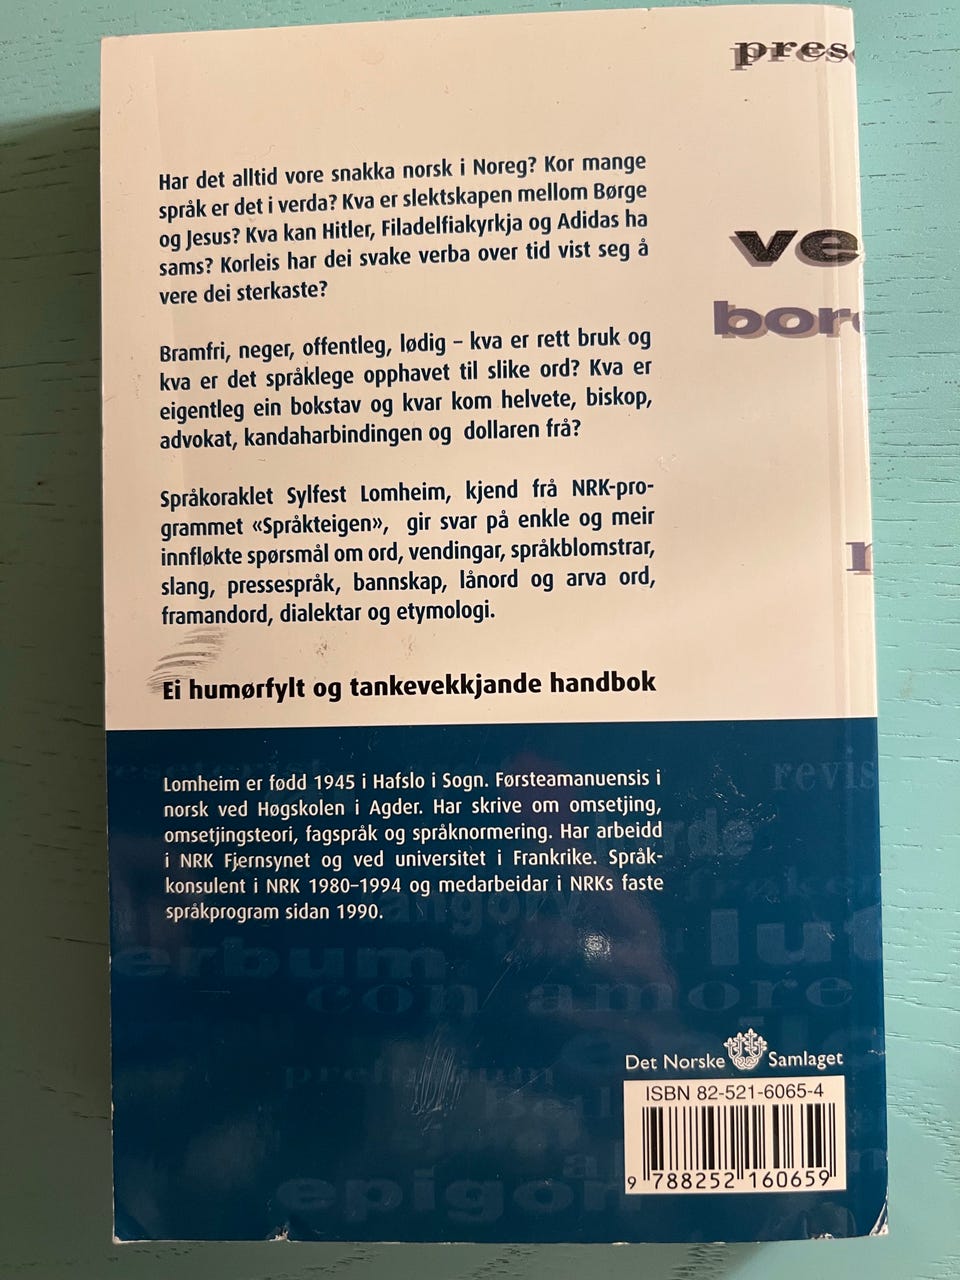 Har det alltid vore snakka norsk i Noreg? Kor mange
språk er det i verda? Kva er slektskapen mellom Børge
og Jesus? Kva kan Hitler, Filadelfiakyrkja og Adidas ha
sams? Korleis har dei svake verba over tid vist seg å
vere dei sterkaste?
Bramfri, neger, offentleg, lødig – kva er rett bruk og
kva er det språklege opphavet til slike ord? Kva er
eigentleg ein bokstav og kvar kom helvete, biskop,
advokat, kandaharbindingen og dollaren frå?
Språkoraklet Sylfest Lomheim, kjend frå NRK-pro-
grammet «Språkteigen», gir svar på enkle og meir
innfløkte spørsmål om ord, vendingar, språkblomstrar,
slang, pressespråk, bannskap, lånord og arva ord,
framandord, dialektar og etymologi.
Ei humørfylt og tankevekkjande handbok
Lomheim er fødd 1945 i Hafslo i Sogn. Førsteamanuensis i
norsk ved Høgskolen i Agder. Har skrive om omsetjing,
omsetjingsteori, fagspråk og språknormering. Har arbeidd
i NRK Fjernsynet og ved universitet i Frankrike. Språk-
konsulent i NRK 1980–1994 og medarbeidar i NRKs faste
språkprogram sidan 1990.
revis
erbum
lut
con amore
epigon
Det Norske Samlaget
ISBN 82-521-6065-4
9 788252 160659